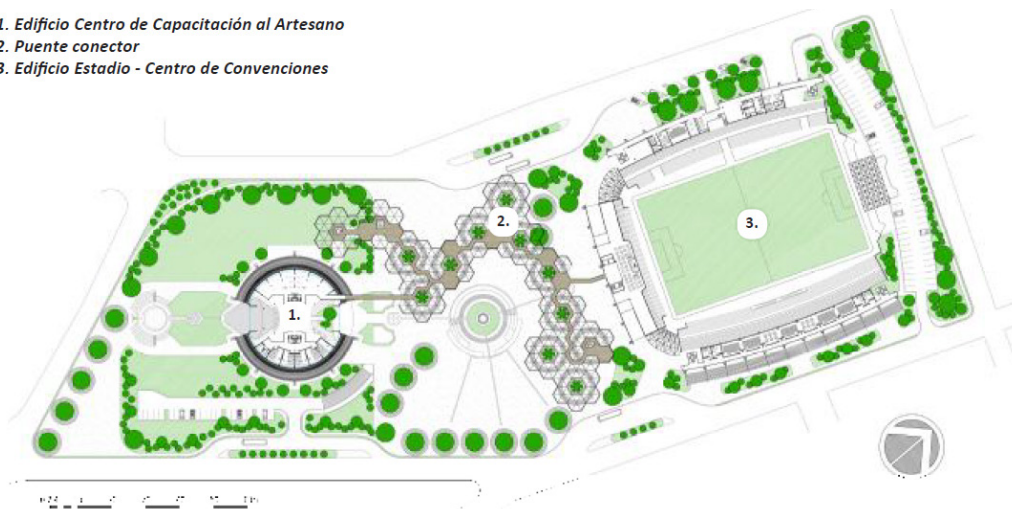 1. Edificio Centro de Capacitación al Artesano
2. Puente conector
3. Edificio Estadio - Centro de Convenciones
2.
3.
1.